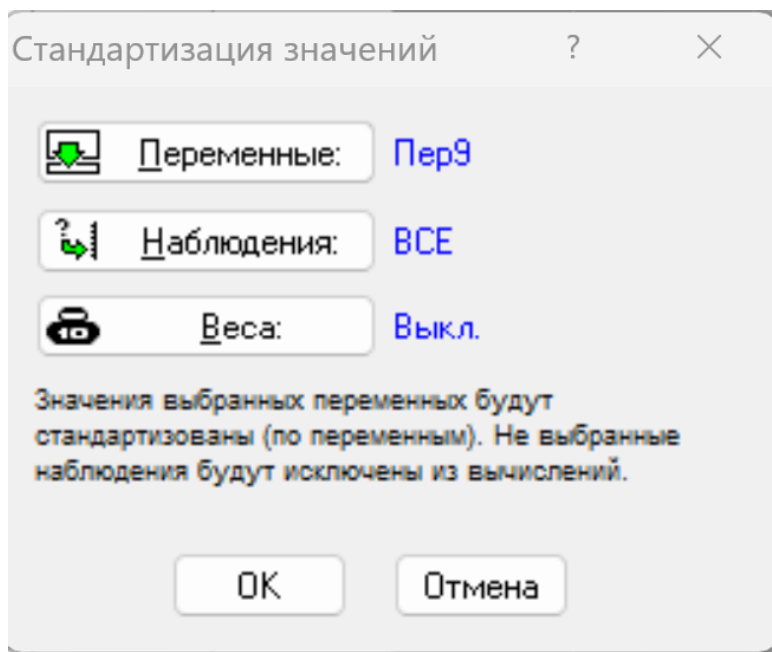 Стандартизация значений ? ×
Переменные: Пер9
? Наблюдения: ВСЕ
10 Веса: Выкл.
Значения выбранных переменных будут
стандартизованы (по переменным). Не выбранные
наблюдения будут исключены из вычислений.
OK Отмена